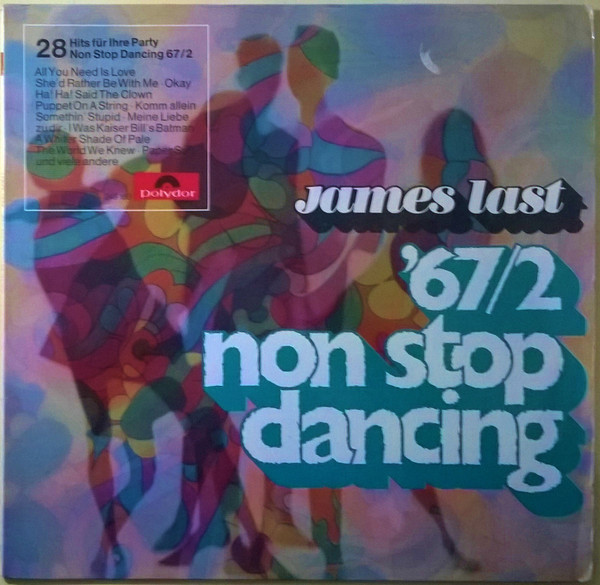 28 Hits für Ihre Party
Non Stop Dancing 67/2
All You Need Is Love
She'd Rather Be With Me · Okay
Ha! Ha! Said The Clown
Puppet On A String · Komm allein
Somethin' Stupid · Meine Liebe
zu dir · I Was Kaiser Bill's Batman
A Whiter Shade Of Pale
The World We Knew ·
und viele andere
polydor
james last
'67/2
non stop
dancing